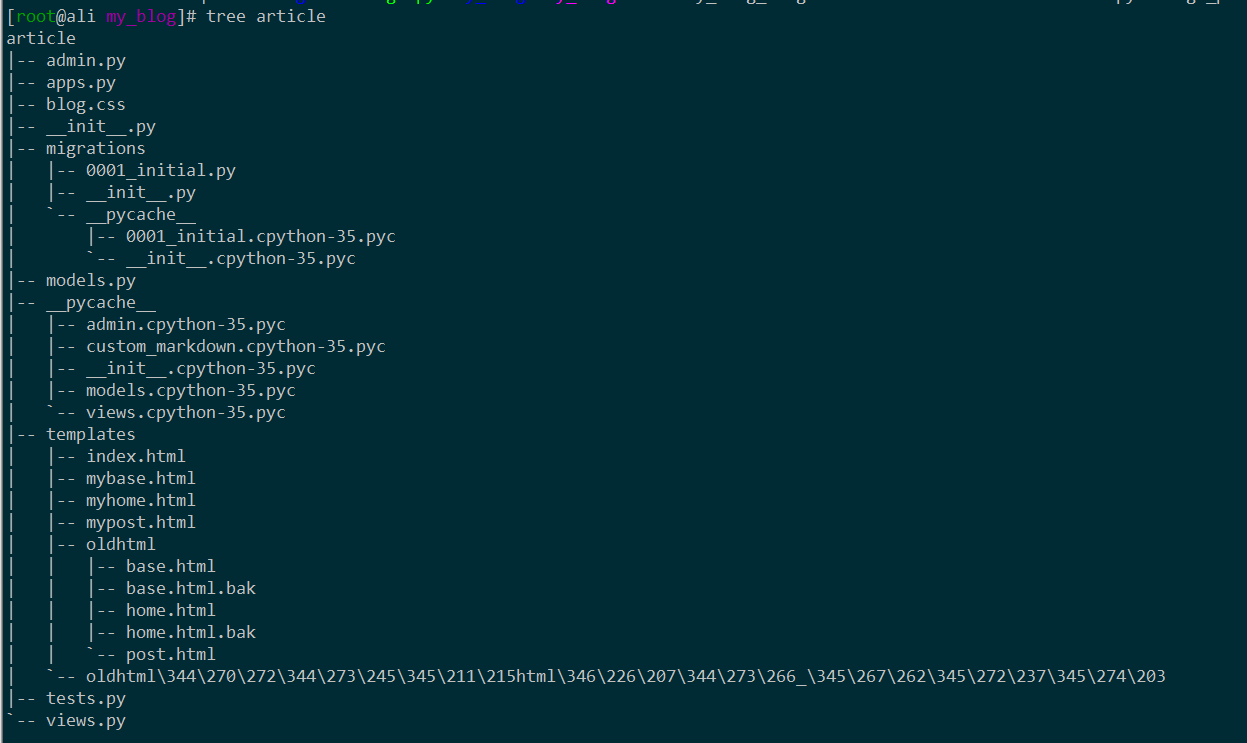 [root@ali my_blog]# tree article
article
|-- admin.py
|-- apps.py
|-- blog.css
|-- __init__.py
|-- migrations
|   |-- 0001_initial.py
|   |-- __init__.py
|   `-- __pycache__
|       |-- 0001_initial.cpython-35.pyc
|       `-- __init__.cpython-35.pyc
|-- models.py
|-- __pycache__
|   |-- admin.cpython-35.pyc
|   |-- custom_markdown.cpython-35.pyc
|   |-- __init__.cpython-35.pyc
|   |-- models.cpython-35.pyc
|   `-- views.cpython-35.pyc
|-- templates
|   |-- index.html
|   |-- mybase.html
|   |-- myhome.html
|   |-- mypost.html
|   |-- oldhtml
|   |   |-- base.html
|   |   |-- base.html.bak
|   |   |-- home.html
|   |   |-- home.html.bak
|   |   `-- post.html
|   `-- oldhtml\344\270\272\344\273\245\345\211\215html\346\226\207\344\273\266_\345\267\262\345\272\237\345\274\203
|-- tests.py
`-- views.py